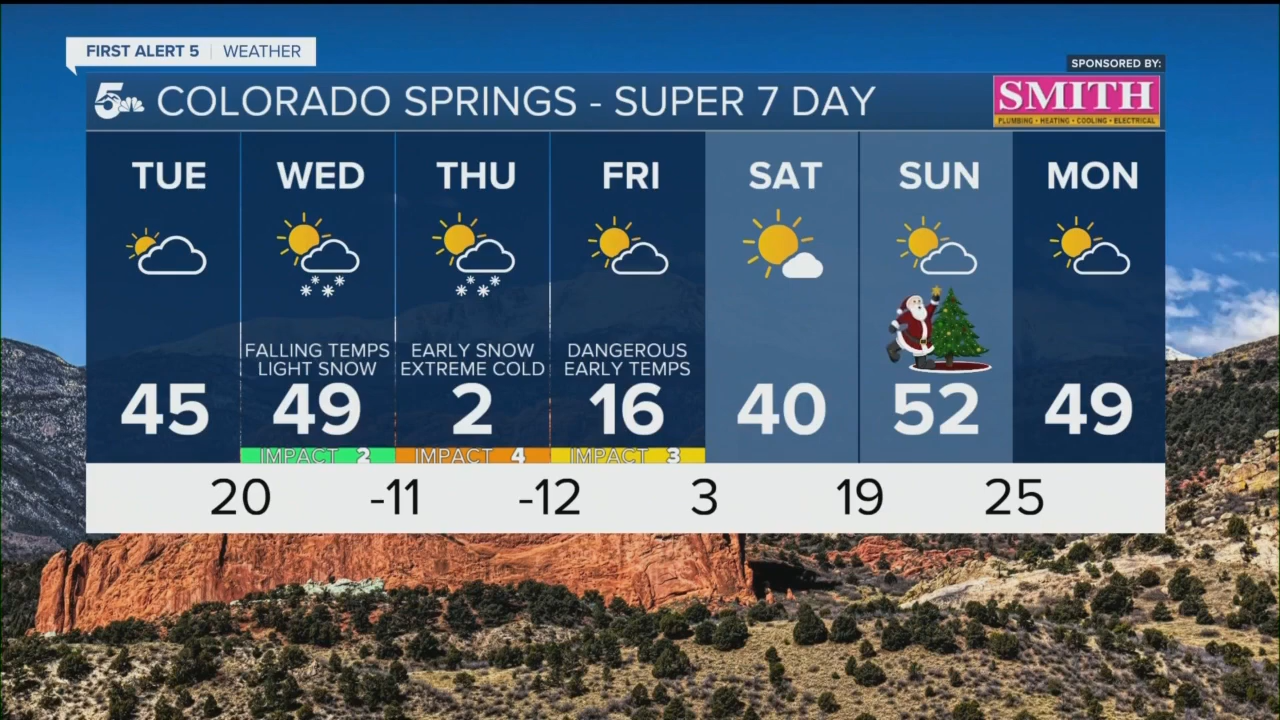 FIRST ALERT 5 | WEATHER
SPONSORED BY:
5 COLORADO SPRINGS - SUPER 7 DAY
SMITH
PLUMBING • HEATING • COOLING • ELECTRICAL
TUE WED THU FRI SAT SUN MON
FALLING TEMPS EARLY SNOW DANGEROUS
LIGHT SNOW EXTREME COLD EARLY TEMPS
45 49 2 16 40 52 49
IMPACT 2 IMPACT 4 IMPACT 3
20 -11 -12 3 19 25